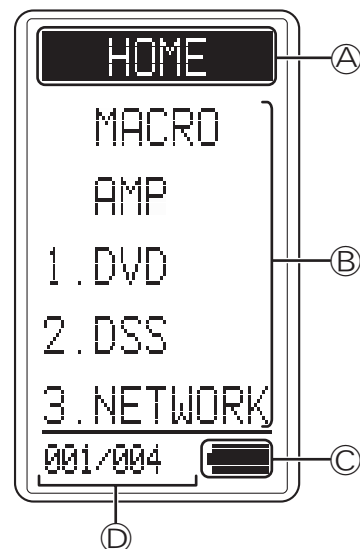 HOME
Ⓐ
MACRO
AMP
1.DVD
Ⓑ
2.DSS
3.NETWORK
001/004
Ⓒ
Ⓓ